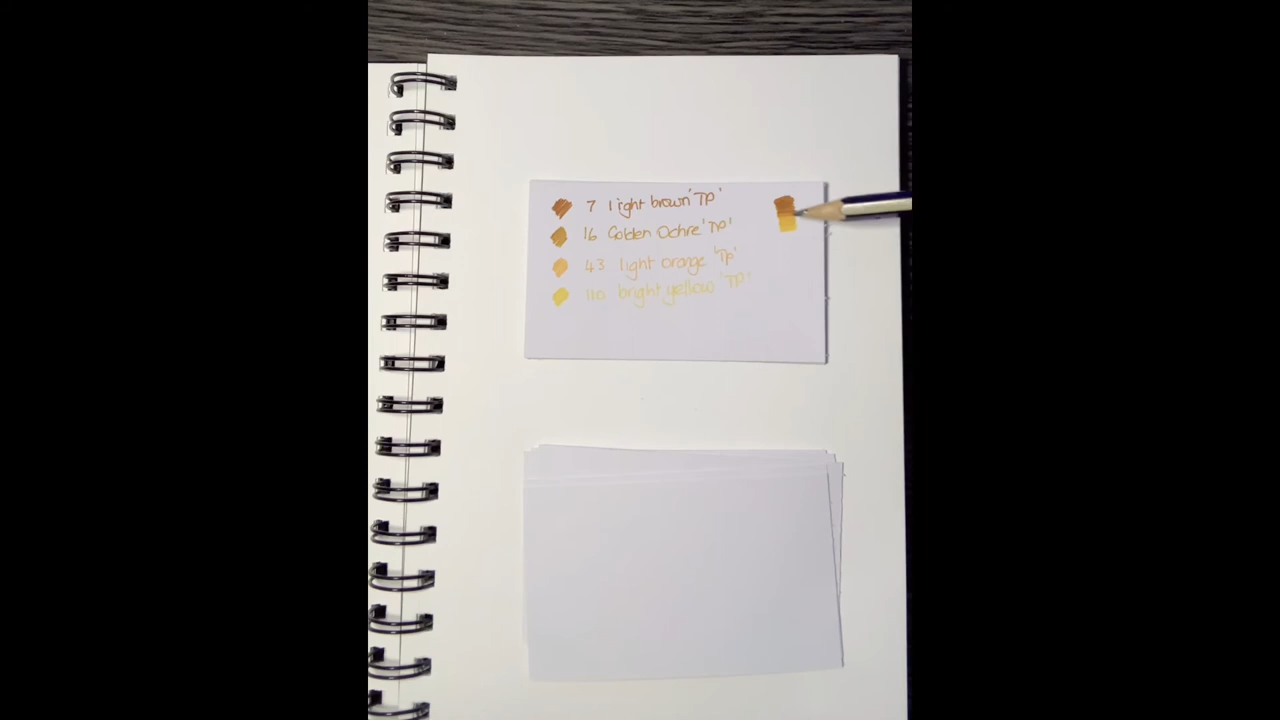 7 light brown 'TP'
16 Golden Ochre 'TP'
43 light orange 'Tp'
110 bright yellow 'TP'